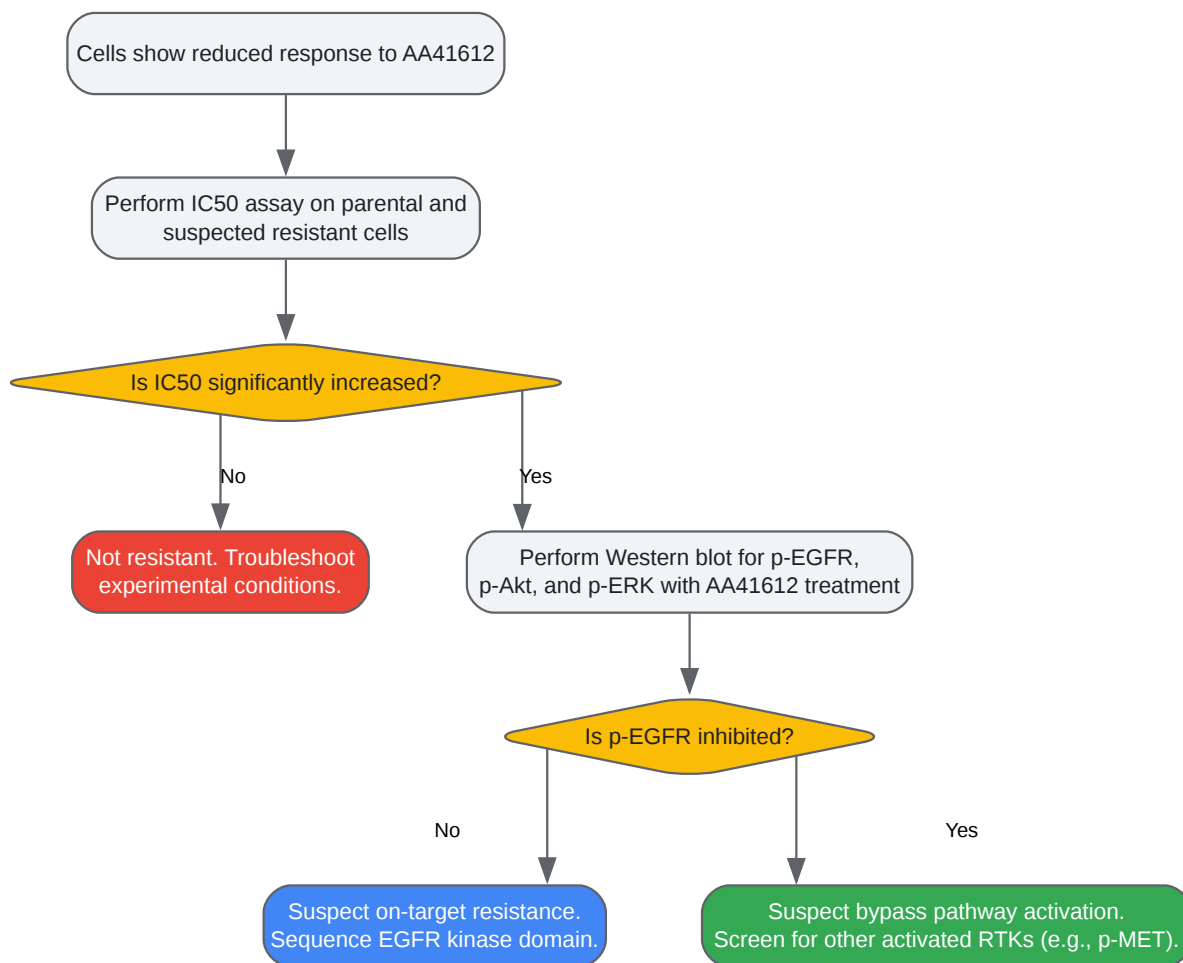 Cells show reduced response to AA41612
Perform IC50 assay on parental and
suspected resistant cells
Is IC50 significantly increased?
No
Yes
Not resistant. Troubleshoot
experimental conditions.
Perform Western blot for p-EGFR,
p-Akt, and p-ERK with AA41612 treatment
Is p-EGFR inhibited?
No
Yes
Suspect on-target resistance.
Sequence EGFR kinase domain.
Suspect bypass pathway activation.
Screen for other activated RTKs (e.g., p-MET).